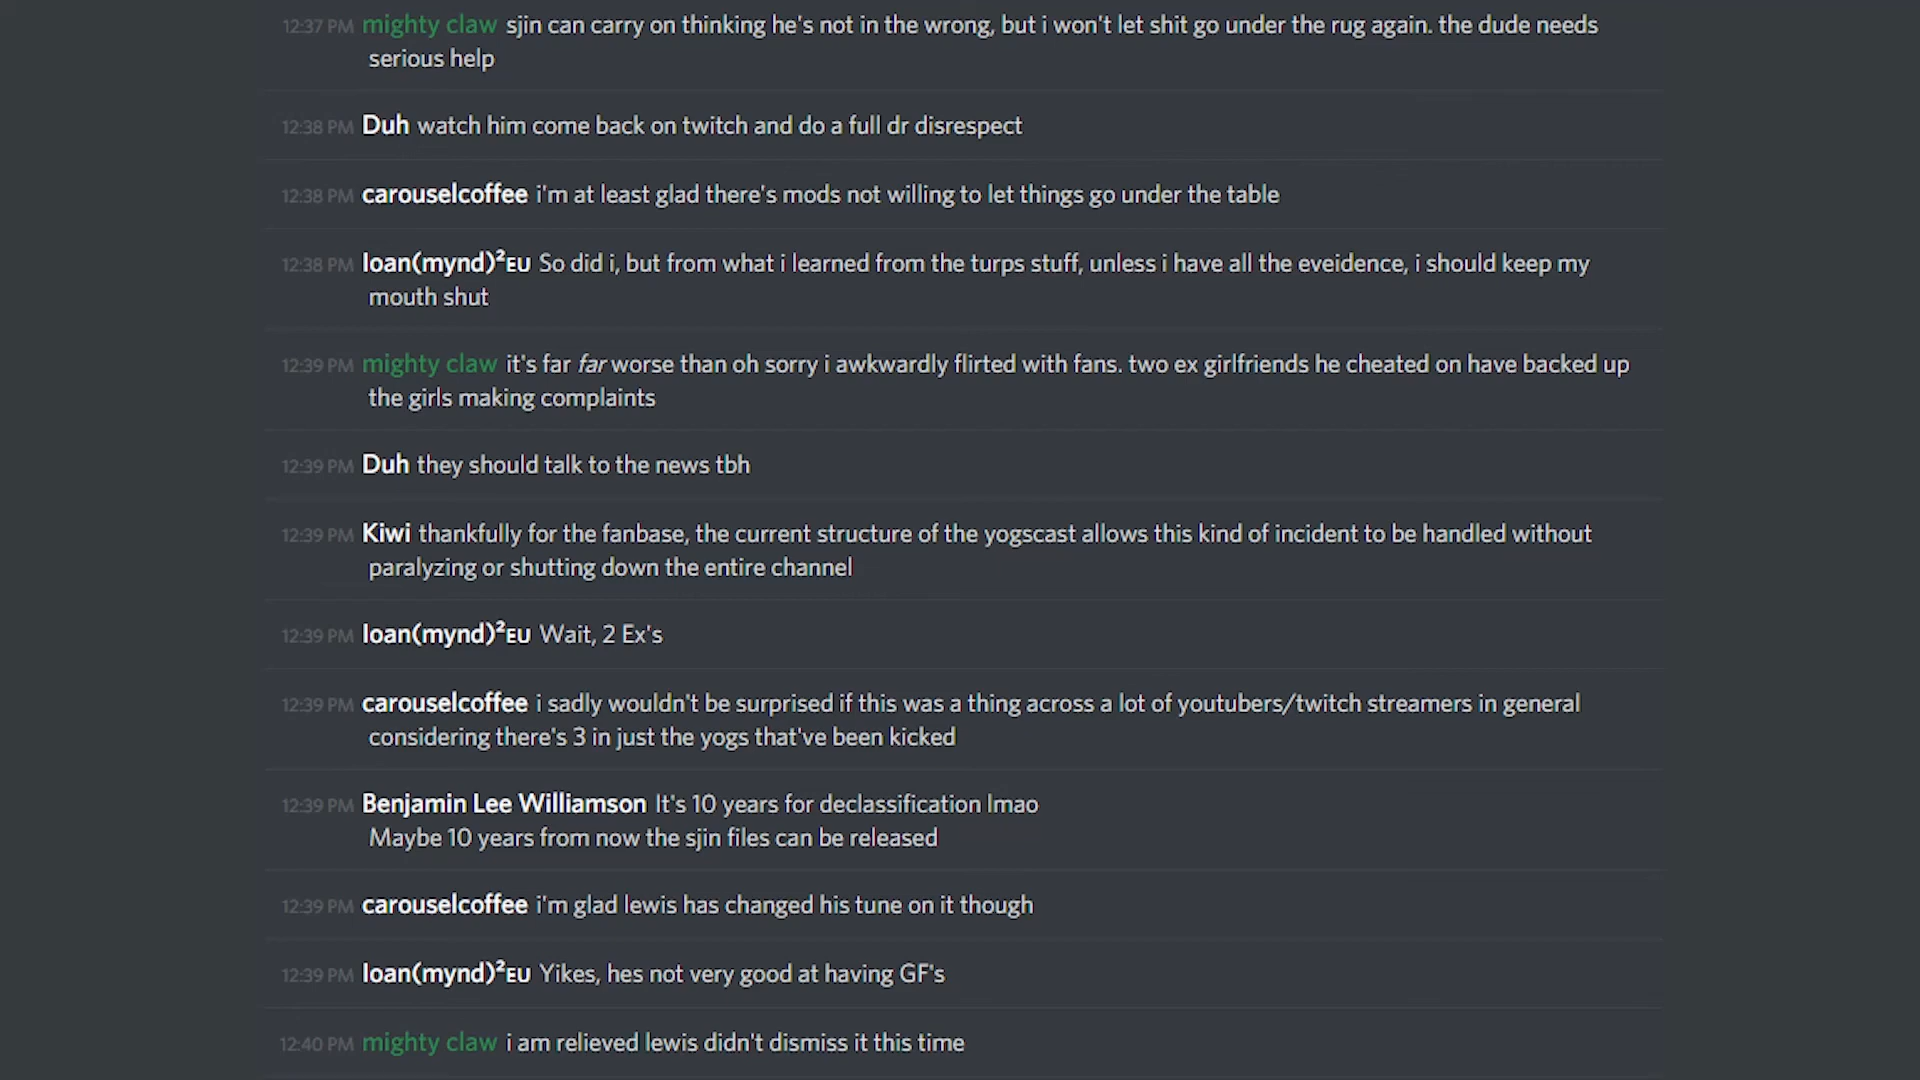 12:37 PM mighty claw sjin can carry on thinking he's not in the wrong, but i won't let shit go under the rug again. the dude needs
serious help
12:38 PM Duh watch him come back on twitch and do a full dr disrespect
12:38 PM carouselcoffee i'm at least glad there's mods not willing to let things go under the table
12:38 PM loan(mynd)²EU So did i, but from what i learned from the turps stuff, unless i have all the eveidence, i should keep my
mouth shut
12:39 PM mighty claw it's far far worse than oh sorry i awkwardly flirted with fans. two ex girlfriends he cheated on have backed up
the girls making complaints
12:39 PM Duh they should talk to the news tbh
12:39 PM Kiwi thankfully for the fanbase, the current structure of the yogscast allows this kind of incident to be handled without
paralyzing or shutting down the entire channel
12:39 PM loan(mynd)²EU Wait, 2 Ex's
12:39 PM carouselcoffee i sadly wouldn't be surprised if this was a thing across a lot of youtubers/twitch streamers in general
considering there's 3 in just the yogs that've been kicked
12:39 PM Benjamin Lee Williamson It's 10 years for declassification lmao
Maybe 10 years from now the sjin files can be released
12:39 PM carouselcoffee i'm glad lewis has changed his tune on it though
12:39 PM loan(mynd)²EU Yikes, hes not very good at having GF's
12:40 PM mighty claw i am relieved lewis didn't dismiss it this time